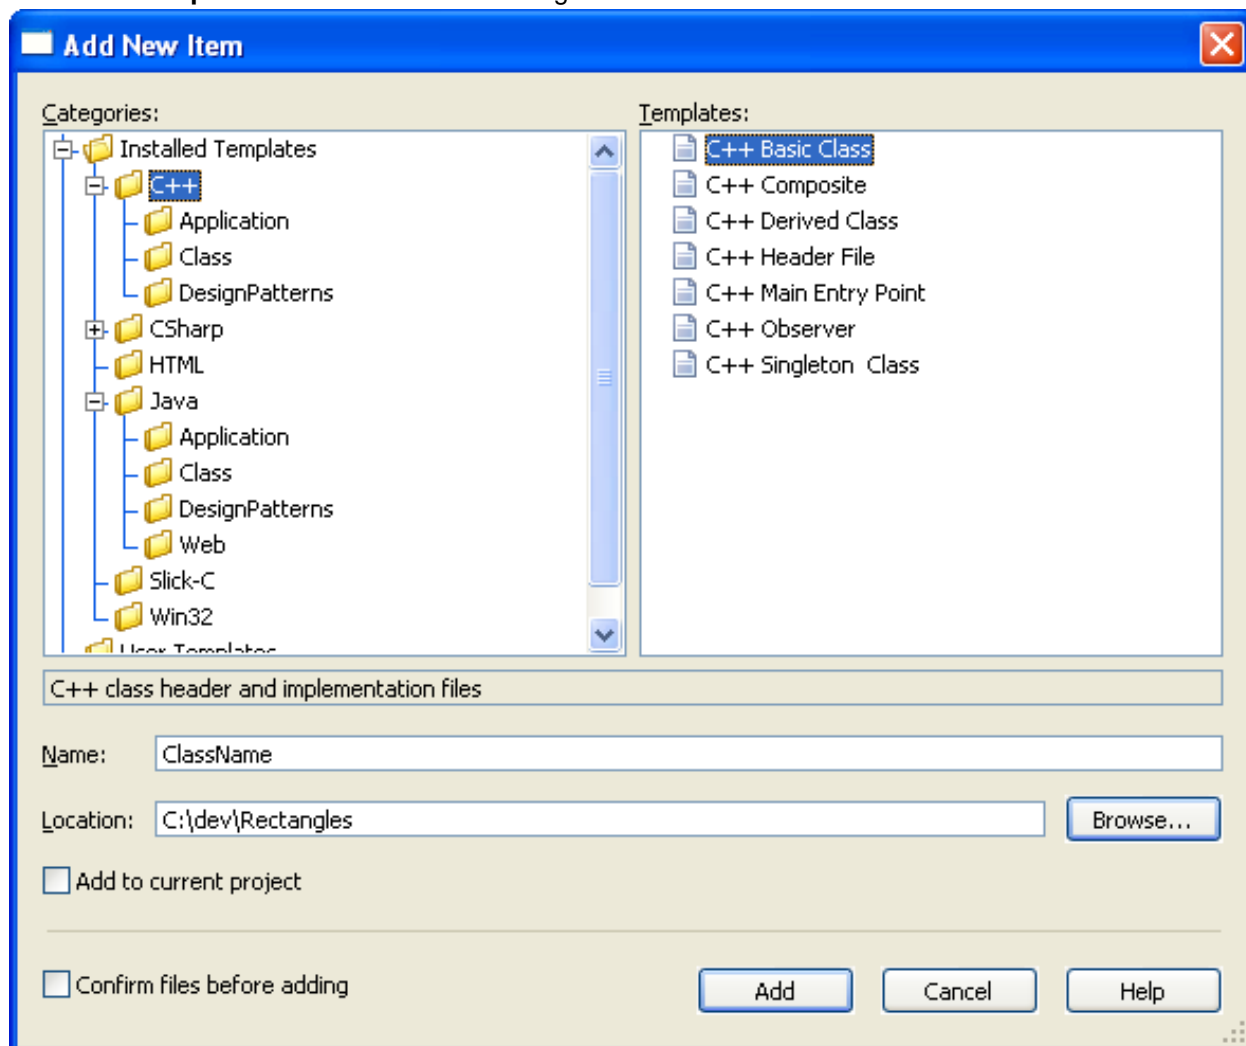 Add New Item
Categories:
Installed Templates
C++
Application
Class
DesignPatterns
CSharp
HTML
Java
Application
Class
DesignPatterns
Web
Slick-C
Win32
User Templates
Templates:
C++ Basic Class
C++ Composite
C++ Derived Class
C++ Header File
C++ Main Entry Point
C++ Observer
C++ Singleton  Class
C++ class header and implementation files
Name: ClassName
Location: C:\dev\Rectangles Browse...
Add to current project
Confirm files before adding
Add Cancel Help